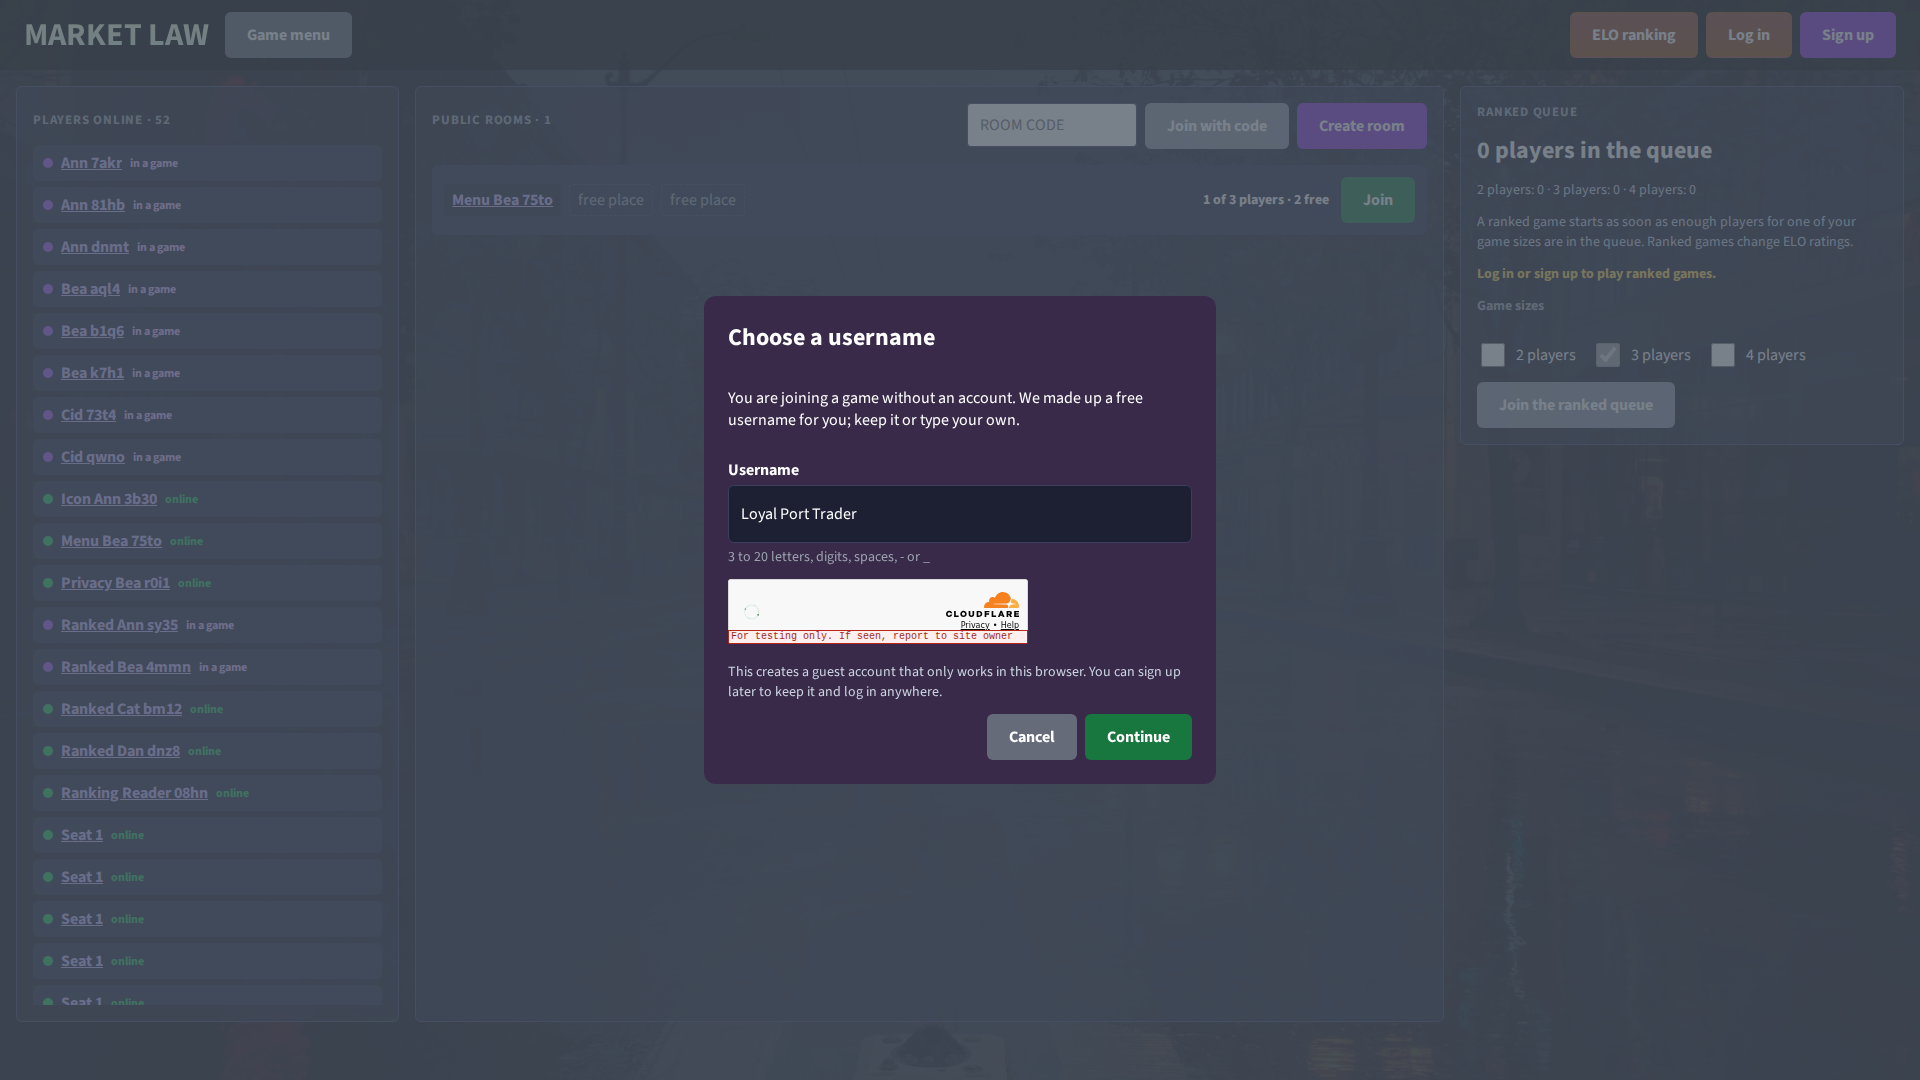 MARKET LAW
Game menu
ELO ranking
Log in
Sign up
PLAYERS ONLINE · 52
Ann 7akr in a game
Ann 81hb in a game
Ann dnmt in a game
Bea aql4 in a game
Bea b1q6 in a game
Bea k7h1 in a game
Cid 73t4 in a game
Cid qwno in a game
Icon Ann 3b30 online
Menu Bea 75to online
Privacy Bea r0i1 online
Ranked Ann sy35 in a game
Ranked Bea 4mmn in a game
Ranked Cat bm12 online
Ranked Dan dnz8 online
Ranking Reader 08hn online
Seat 1 online
Seat 1 online
Seat 1 online
Seat 1 online
Seat 1 online
PUBLIC ROOMS · 1
ROOM CODE
Join with code
Create room
Menu Bea 75to free place free place 1 of 3 players · 2 free Join
Choose a username
You are joining a game without an account. We made up a free
username for you; keep it or type your own.
Username
Loyal Port Trader
3 to 20 letters, digits, spaces, - or _
CLOUDFLARE
Privacy • Help
For testing only. If seen, report to site owner
This creates a guest account that only works in this browser. You can sign up
later to keep it and log in anywhere.
Cancel
Continue
RANKED QUEUE
0 players in the queue
2 players: 0 · 3 players: 0 · 4 players: 0
A ranked game starts as soon as enough players for one of your
game sizes are in the queue. Ranked games change ELO ratings.
Log in or sign up to play ranked games.
Game sizes
2 players 3 players 4 players
Join the ranked queue